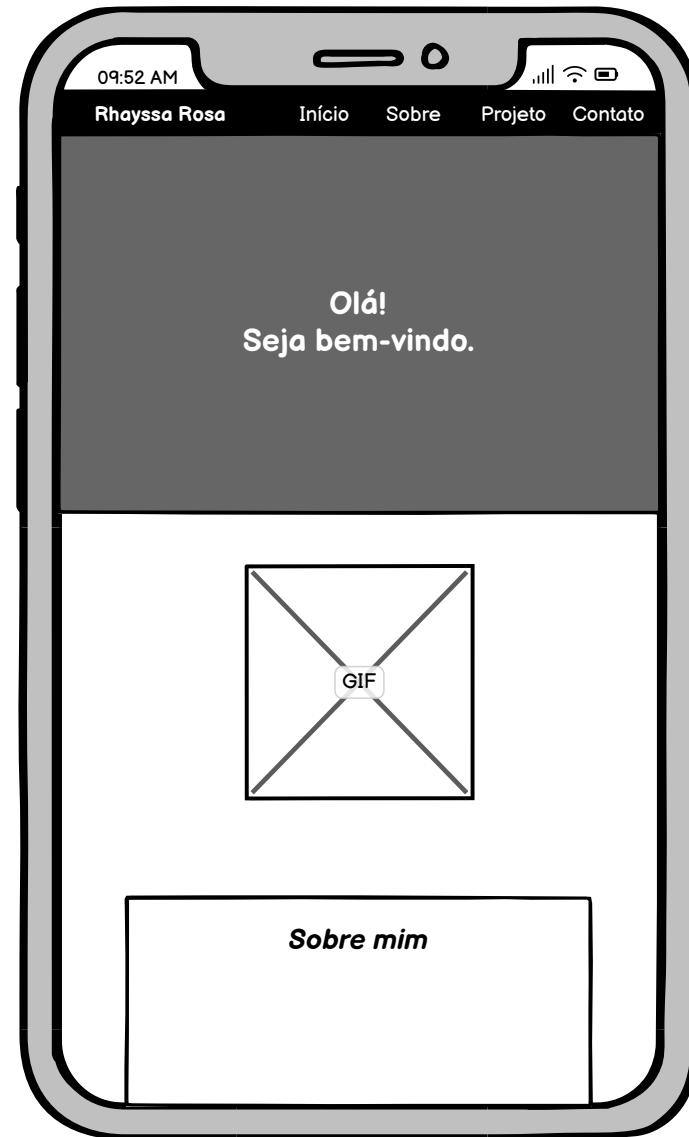 09:52 AM
Rhayssa Rosa Início Sobre Projeto Contato
Olá!
Seja bem-vindo.
GIF
Sobre mim